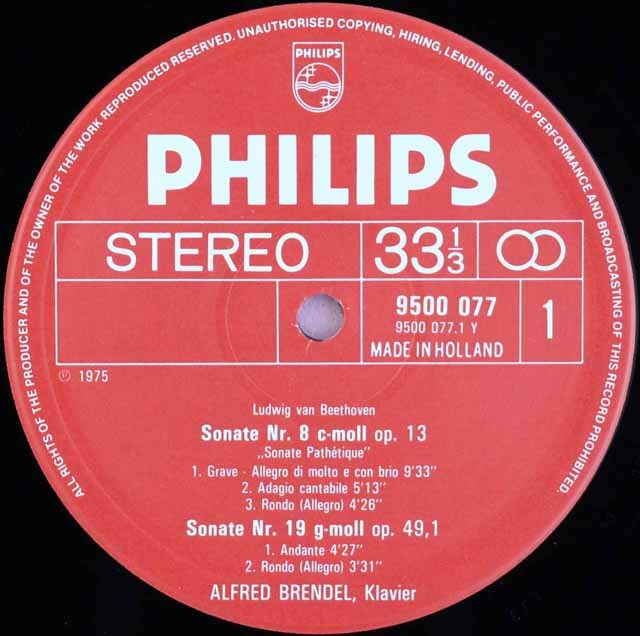 ALL RIGHTS OF THE PRODUCER AND OF THE OWNER OF THE WORK REPRODUCED RESERVED. UNAUTHORISED COPYING, HIRING, LENDING, PUBLIC PERFORMANCE AND BROADCASTING OF THIS RECORD PROHIBITED.
PHILIPS
PHILIPS
STEREO 33 1/3
9500 077
9500 077.1 Y
MADE IN HOLLAND
1
℗ 1975
Ludwig van Beethoven
Sonate Nr. 8 c-moll op. 13
„Sonate Pathétique"
1. Grave - Allegro di molto e con brio 9'33"
2. Adagio cantabile 5'13"
3. Rondo (Allegro) 4'26"
Sonate Nr. 19 g-moll op. 49,1
1. Andante 4'27"
2. Rondo (Allegro) 3'31"
ALFRED BRENDEL, Klavier